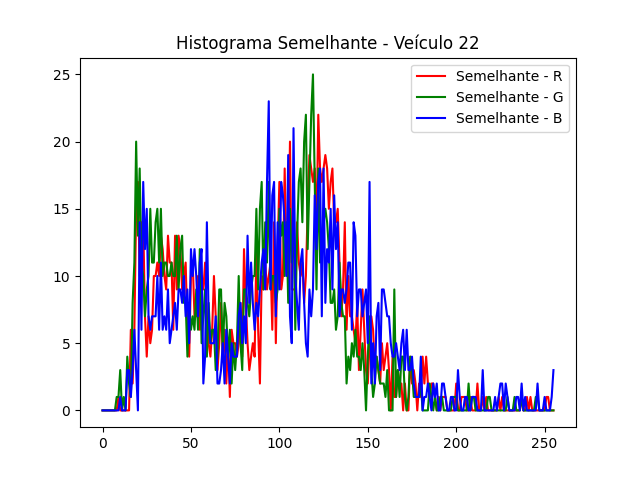 Histograma Semelhante - Veículo 22
Semelhante - R
Semelhante - G
Semelhante - B
25
20
15
10
5
0
0 50 100 150 200 250